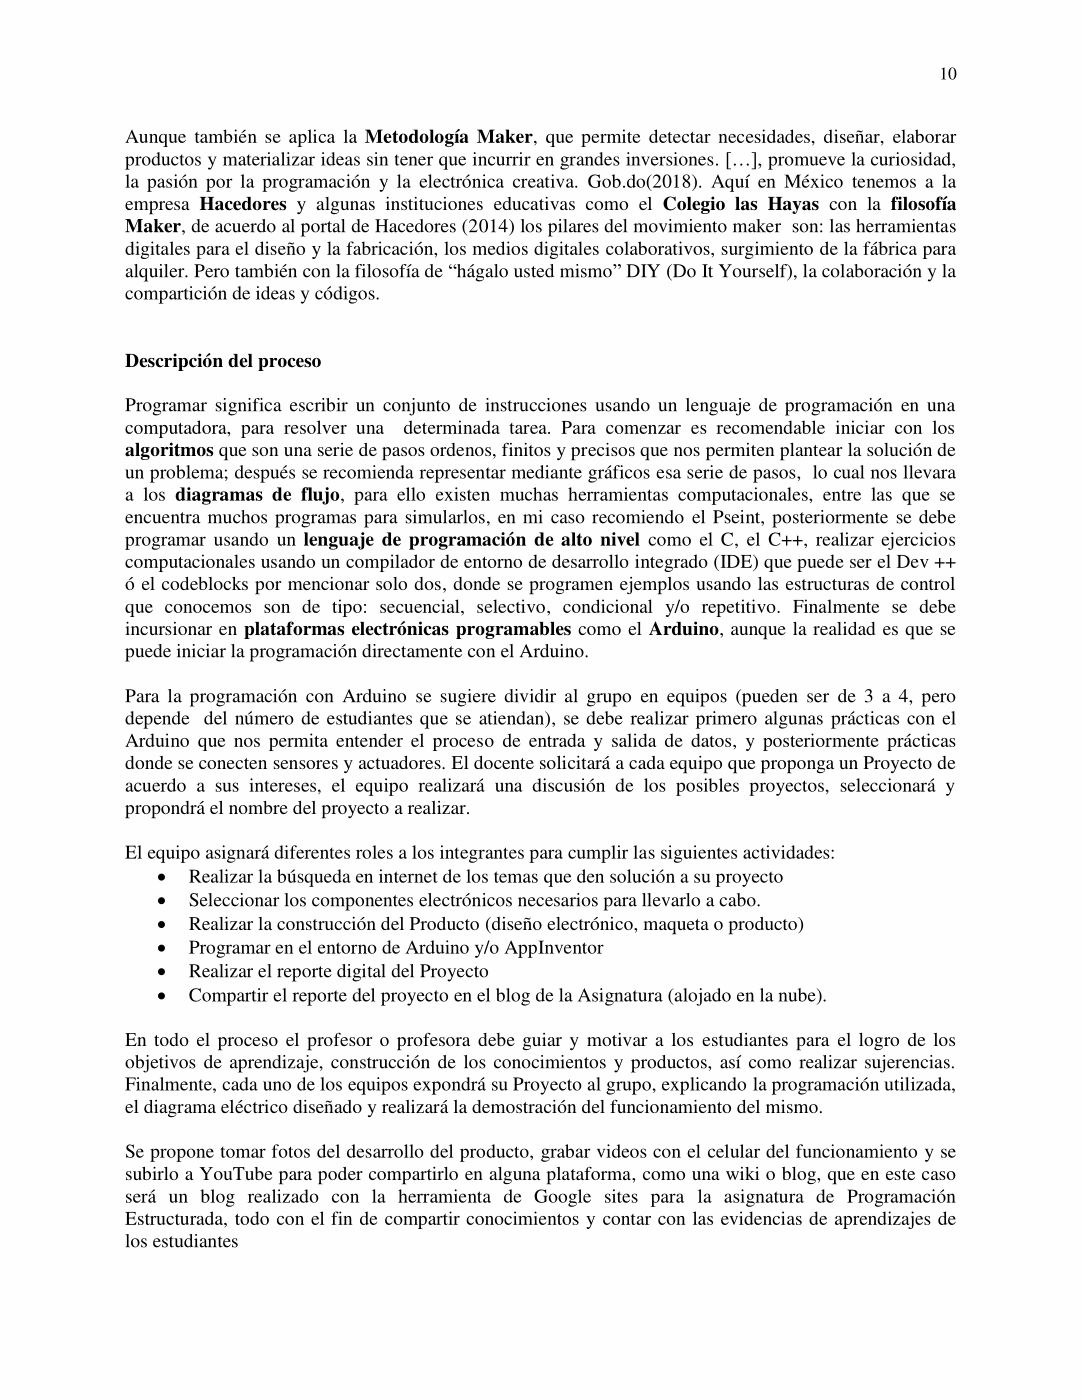 10
Aunque también se aplica la Metodología Maker, que permite detectar necesidades, diseñar, elaborar
productos y materializar ideas sin tener que incurrir en grandes inversiones. […], promueve la curiosidad,
la pasión por la programación y la electrónica creativa. Gob.do(2018). Aquí en México tenemos a la
empresa Hacedores y algunas instituciones educativas como el Colegio las Hayas con la filosofía
Maker, de acuerdo al portal de Hacedores (2014) los pilares del movimiento maker  son: las herramientas
digitales para el diseño y la fabricación, los medios digitales colaborativos, surgimiento de la fábrica para
alquiler. Pero también con la filosofía de “hágalo usted mismo” DIY (Do It Yourself), la colaboración y la
compartición de ideas y códigos.
Descripción del proceso
Programar significa escribir un conjunto de instrucciones usando un lenguaje de programación en una
computadora, para resolver una  determinada tarea. Para comenzar es recomendable iniciar con los
algoritmos que son una serie de pasos ordenos, finitos y precisos que nos permiten plantear la solución de
un problema; después se recomienda representar mediante gráficos esa serie de pasos,  lo cual nos llevara
a los diagramas de flujo, para ello existen muchas herramientas computacionales, entre las que se
encuentra muchos programas para simularlos, en mi caso recomiendo el Pseint, posteriormente se debe
programar usando un lenguaje de programación de alto nivel como el C, el C++, realizar ejercicios
computacionales usando un compilador de entorno de desarrollo integrado (IDE) que puede ser el Dev ++
ó el codeblocks por mencionar solo dos, donde se programen ejemplos usando las estructuras de control
que conocemos son de tipo: secuencial, selectivo, condicional y/o repetitivo. Finalmente se debe
incursionar en plataformas electrónicas programables como el Arduino, aunque la realidad es que se
puede iniciar la programación directamente con el Arduino.
Para la programación con Arduino se sugiere dividir al grupo en equipos (pueden ser de 3 a 4, pero
depende  del número de estudiantes que se atiendan), se debe realizar primero algunas prácticas con el
Arduino que nos permita entender el proceso de entrada y salida de datos, y posteriormente prácticas
donde se conecten sensores y actuadores. El docente solicitará a cada equipo que proponga un Proyecto de
acuerdo a sus intereses, el equipo realizará una discusión de los posibles proyectos, seleccionará y
propondrá el nombre del proyecto a realizar.
El equipo asignará diferentes roles a los integrantes para cumplir las siguientes actividades:
• Realizar la búsqueda en internet de los temas que den solución a su proyecto
• Seleccionar los componentes electrónicos necesarios para llevarlo a cabo.
• Realizar la construcción del Producto (diseño electrónico, maqueta o producto)
• Programar en el entorno de Arduino y/o AppInventor
• Realizar el reporte digital del Proyecto
• Compartir el reporte del proyecto en el blog de la Asignatura (alojado en la nube).
En todo el proceso el profesor o profesora debe guiar y motivar a los estudiantes para el logro de los
objetivos de aprendizaje, construcción de los conocimientos y productos, así como realizar sujerencias.
Finalmente, cada uno de los equipos expondrá su Proyecto al grupo, explicando la programación utilizada,
el diagrama eléctrico diseñado y realizará la demostración del funcionamiento del mismo.
Se propone tomar fotos del desarrollo del producto, grabar videos con el celular del funcionamiento y se
subirlo a YouTube para poder compartirlo en alguna plataforma, como una wiki o blog, que en este caso
será un blog realizado con la herramienta de Google sites para la asignatura de Programación
Estructurada, todo con el fin de compartir conocimientos y contar con las evidencias de aprendizajes de
los estudiantes